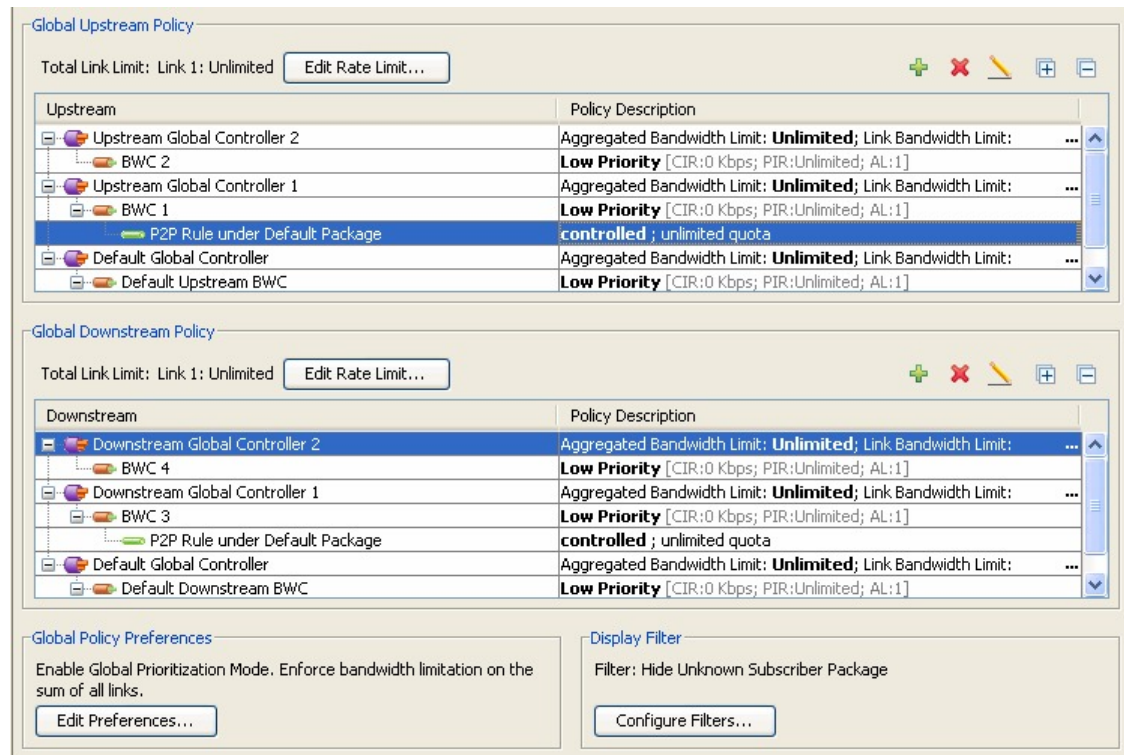 Global Upstream Policy
Total Link Limit: Link 1: Unlimited Edit Rate Limit...
Upstream Policy Description
Upstream Global Controller 2 Aggregated Bandwidth Limit: Unlimited; Link Bandwidth Limit: ...
BWC 2 Low Priority [CIR:0 Kbps; PIR:Unlimited; AL:1]
Upstream Global Controller 1 Aggregated Bandwidth Limit: Unlimited; Link Bandwidth Limit: ...
BWC 1 Low Priority [CIR:0 Kbps; PIR:Unlimited; AL:1]
P2P Rule under Default Package controlled ; unlimited quota
Default Global Controller Aggregated Bandwidth Limit: Unlimited; Link Bandwidth Limit: ...
Default Upstream BWC Low Priority [CIR:0 Kbps; PIR:Unlimited; AL:1]
Global Downstream Policy
Total Link Limit: Link 1: Unlimited Edit Rate Limit...
Downstream Policy Description
Downstream Global Controller 2 Aggregated Bandwidth Limit: Unlimited; Link Bandwidth Limit: ...
BWC 4 Low Priority [CIR:0 Kbps; PIR:Unlimited; AL:1]
Downstream Global Controller 1 Aggregated Bandwidth Limit: Unlimited; Link Bandwidth Limit: ...
BWC 3 Low Priority [CIR:0 Kbps; PIR:Unlimited; AL:1]
P2P Rule under Default Package controlled ; unlimited quota
Default Global Controller Aggregated Bandwidth Limit: Unlimited; Link Bandwidth Limit: ...
Default Downstream BWC Low Priority [CIR:0 Kbps; PIR:Unlimited; AL:1]
Global Policy Preferences
Enable Global Prioritization Mode. Enforce bandwidth limitation on the
sum of all links.
Edit Preferences...
Display Filter
Filter: Hide Unknown Subscriber Package
Configure Filters...